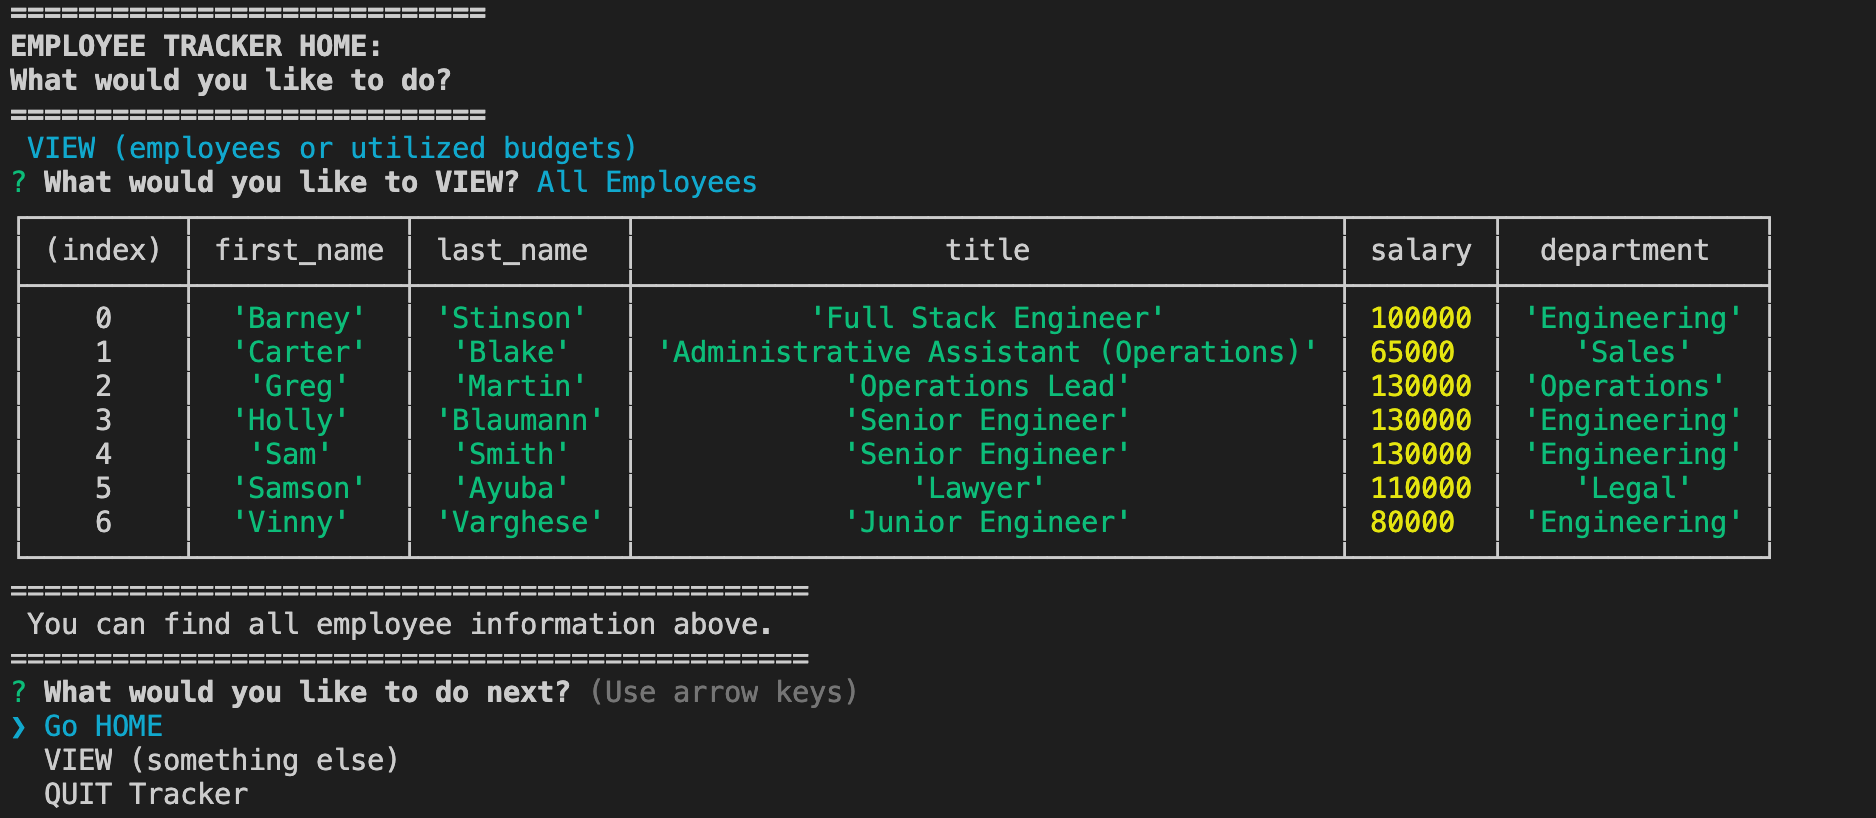 ============================
EMPLOYEE TRACKER HOME:
What would you like to do?
============================
VIEW (employees or utilized budgets)
? What would you like to VIEW? All Employees
(index) first_name last_name title salary department
0 'Barney' 'Stinson' 'Full Stack Engineer' 100000 'Engineering'
1 'Carter' 'Blake' 'Administrative Assistant (Operations)' 65000 'Sales'
2 'Greg' 'Martin' 'Operations Lead' 130000 'Operations'
3 'Holly' 'Blaumann' 'Senior Engineer' 130000 'Engineering'
4 'Sam' 'Smith' 'Senior Engineer' 130000 'Engineering'
5 'Samson' 'Ayuba' 'Lawyer' 110000 'Legal'
6 'Vinny' 'Varghese' 'Junior Engineer' 80000 'Engineering'
===============================================
You can find all employee information above.
===============================================
? What would you like to do next? (Use arrow keys)
❯ Go HOME
VIEW (something else)
QUIT Tracker